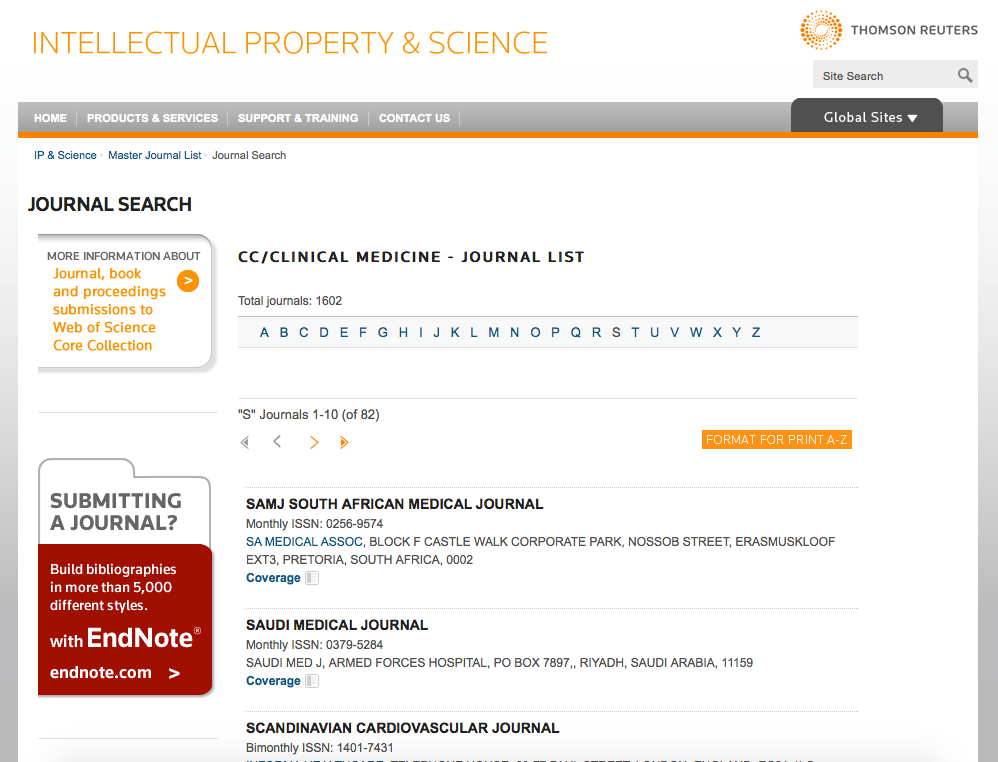 INTELLECTUAL PROPERTY & SCIENCE
THOMSON REUTERS
Site Search
HOME PRODUCTS & SERVICES SUPPORT & TRAINING CONTACT US
Global Sites ▼
IP & Science · Master Journal List · Journal Search
JOURNAL SEARCH
MORE INFORMATION ABOUT
Journal, book
and proceedings
submissions to
Web of Science
Core Collection
>
SUBMITTING
A JOURNAL?
Build bibliographies
in more than 5,000
different styles.
with EndNote®
endnote.com >
CC/CLINICAL MEDICINE - JOURNAL LIST
Total journals: 1602
A B C D E F G H I J K L M N O P Q R S T U V W X Y Z
"S" Journals 1-10 (of 82)
FORMAT FOR PRINT A-Z
SAMJ SOUTH AFRICAN MEDICAL JOURNAL
Monthly ISSN: 0256-9574
SA MEDICAL ASSOC, BLOCK F CASTLE WALK CORPORATE PARK, NOSSOB STREET, ERASMUSKLOOF
EXT3, PRETORIA, SOUTH AFRICA, 0002
Coverage
SAUDI MEDICAL JOURNAL
Monthly ISSN: 0379-5284
SAUDI MED J, ARMED FORCES HOSPITAL, PO BOX 7897,, RIYADH, SAUDI ARABIA, 11159
Coverage
SCANDINAVIAN CARDIOVASCULAR JOURNAL
Bimonthly ISSN: 1401-7431